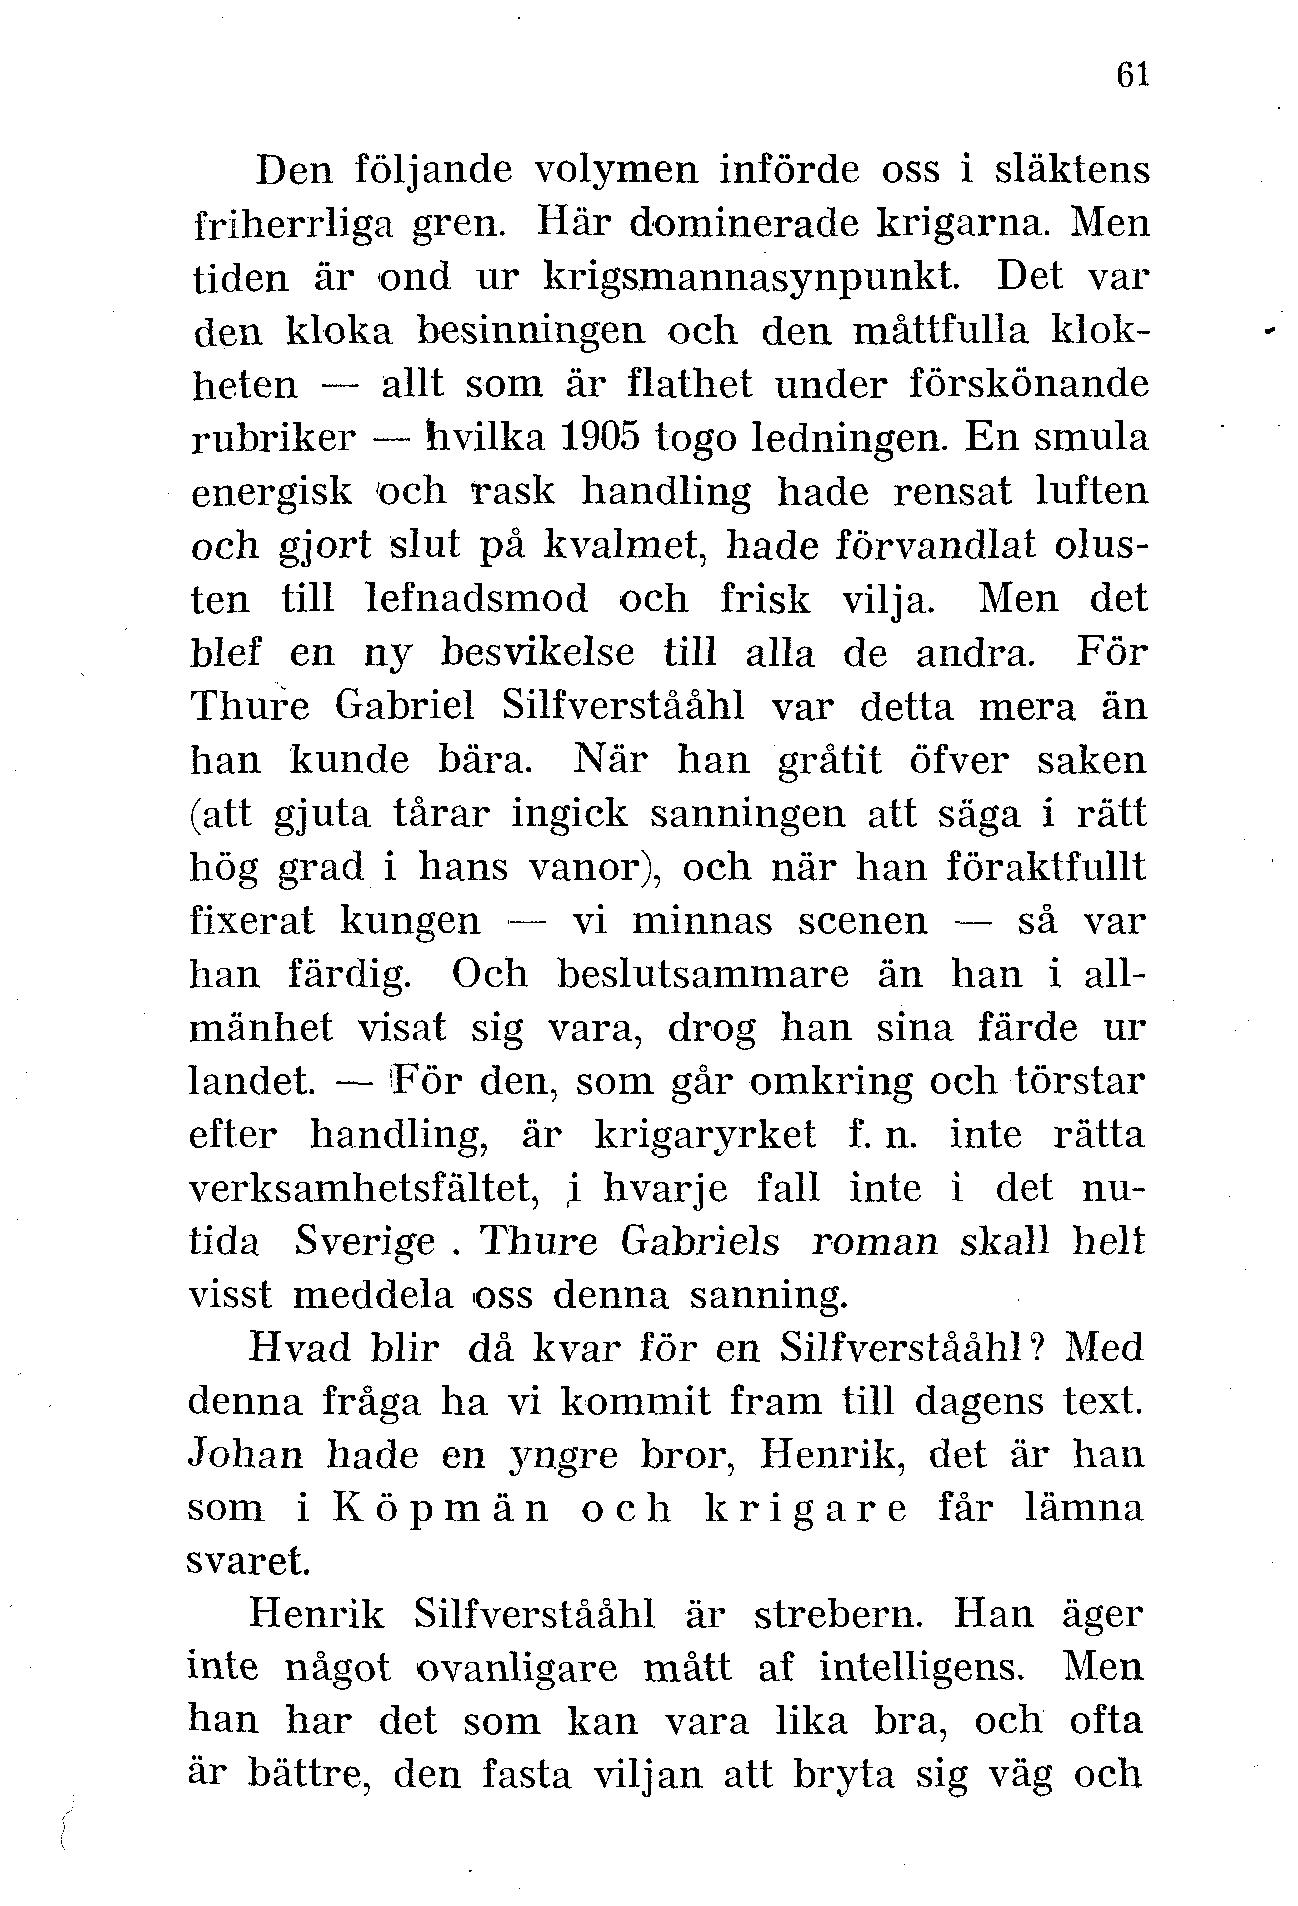 61
Den följande volymen införde oss i släktens
friherrliga gren. Här dominerade krigarna. Men
tiden är ond ur krigsmannasynpunkt. Det var
den kloka besinningen och den måttfulla klok-
heten — allt som är flathet under förskönande
rubriker — hvilka 1905 togo ledningen. En smula
energisk och rask handling hade rensat luften
och gjort slut på kvalmet, hade förvandlat olus-
ten till lefnadsmod och frisk vilja. Men det
blef en ny besvikelse till alla de andra. För
Thure Gabriel Silfverstååhl var detta mera än
han kunde bära. När han gråtit öfver saken
(att gjuta tårar ingick sanningen att säga i rätt
hög grad i hans vanor), och när han föraktfullt
fixerat kungen — vi minnas scenen — så var
han färdig. Och beslutsammare än han i all-
mänhet visat sig vara, drog han sina färde ur
landet. — För den, som går omkring och törstar
efter handling, är krigaryrket f. n. inte rätta
verksamhetsfältet, i hvarje fall inte i det nu-
tida Sverige . Thure Gabriels roman skall helt
visst meddela oss denna sanning.
Hvad blir då kvar för en Silfverstååhl? Med
denna fråga ha vi kommit fram till dagens text.
Johan hade en yngre bror, Henrik, det är han
som i Köpmän och krigare får lämna
svaret.
Henrik Silfverstååhl är strebern. Han äger
inte något ovanligare mått af intelligens. Men
han har det som kan vara lika bra, och ofta
är bättre, den fasta viljan att bryta sig väg och